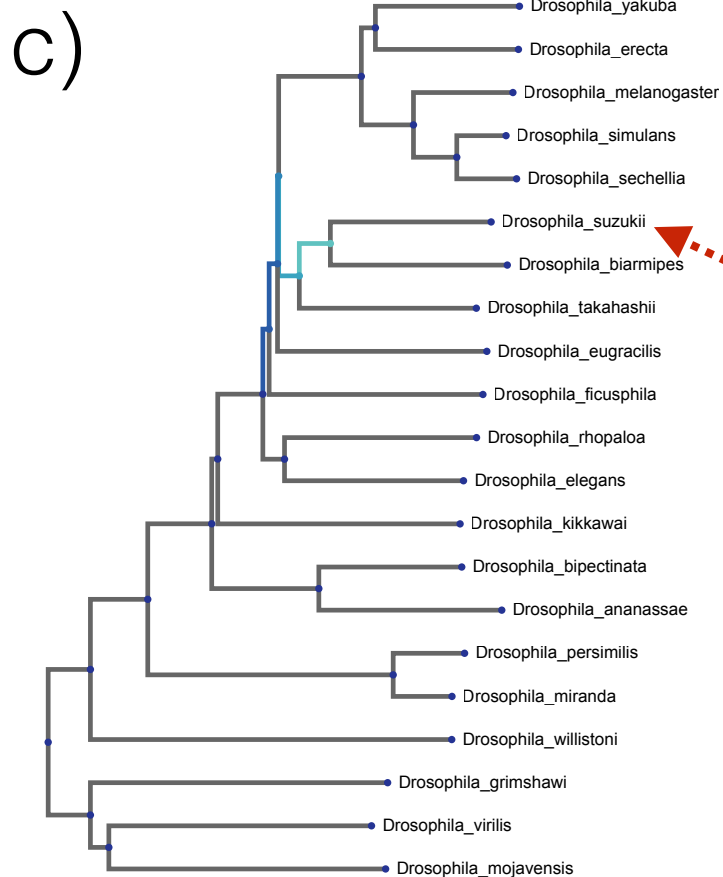 c)
Drosophila_yakuba
Drosophila_erecta
Drosophila_melanogaster
Drosophila_simulans
Drosophila_sechellia
Drosophila_suzukii
Drosophila_biarmipes
Drosophila_takahashii
Drosophila_eugracilis
Drosophila_ficusphila
Drosophila_rhopaloa
Drosophila_elegans
Drosophila_kikkawai
Drosophila_bipectinata
Drosophila_ananassae
Drosophila_persimilis
Drosophila_miranda
Drosophila_willistoni
Drosophila_grimshawi
Drosophila_virilis
Drosophila_mojavensis